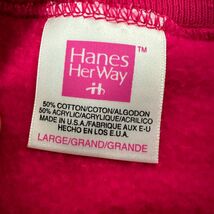 Hanes TM
Her Way
50% COTTON/COTON/ALGODON
50% ACRYLIC/ACRYLIQUE/ACRILICO
MADE IN U.S.A./FABRIQUE AUX E-U
HECHO EN LOS E.U.A.
LARGE/GRAND/GRANDE